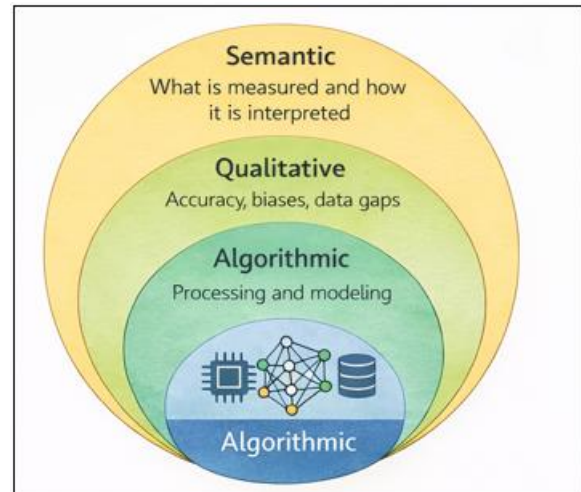 Semantic
What is measured and how
it is interpreted
Qualitative
Accuracy, biases, data gaps
Algorithmic
Processing and modeling
Algorithmic